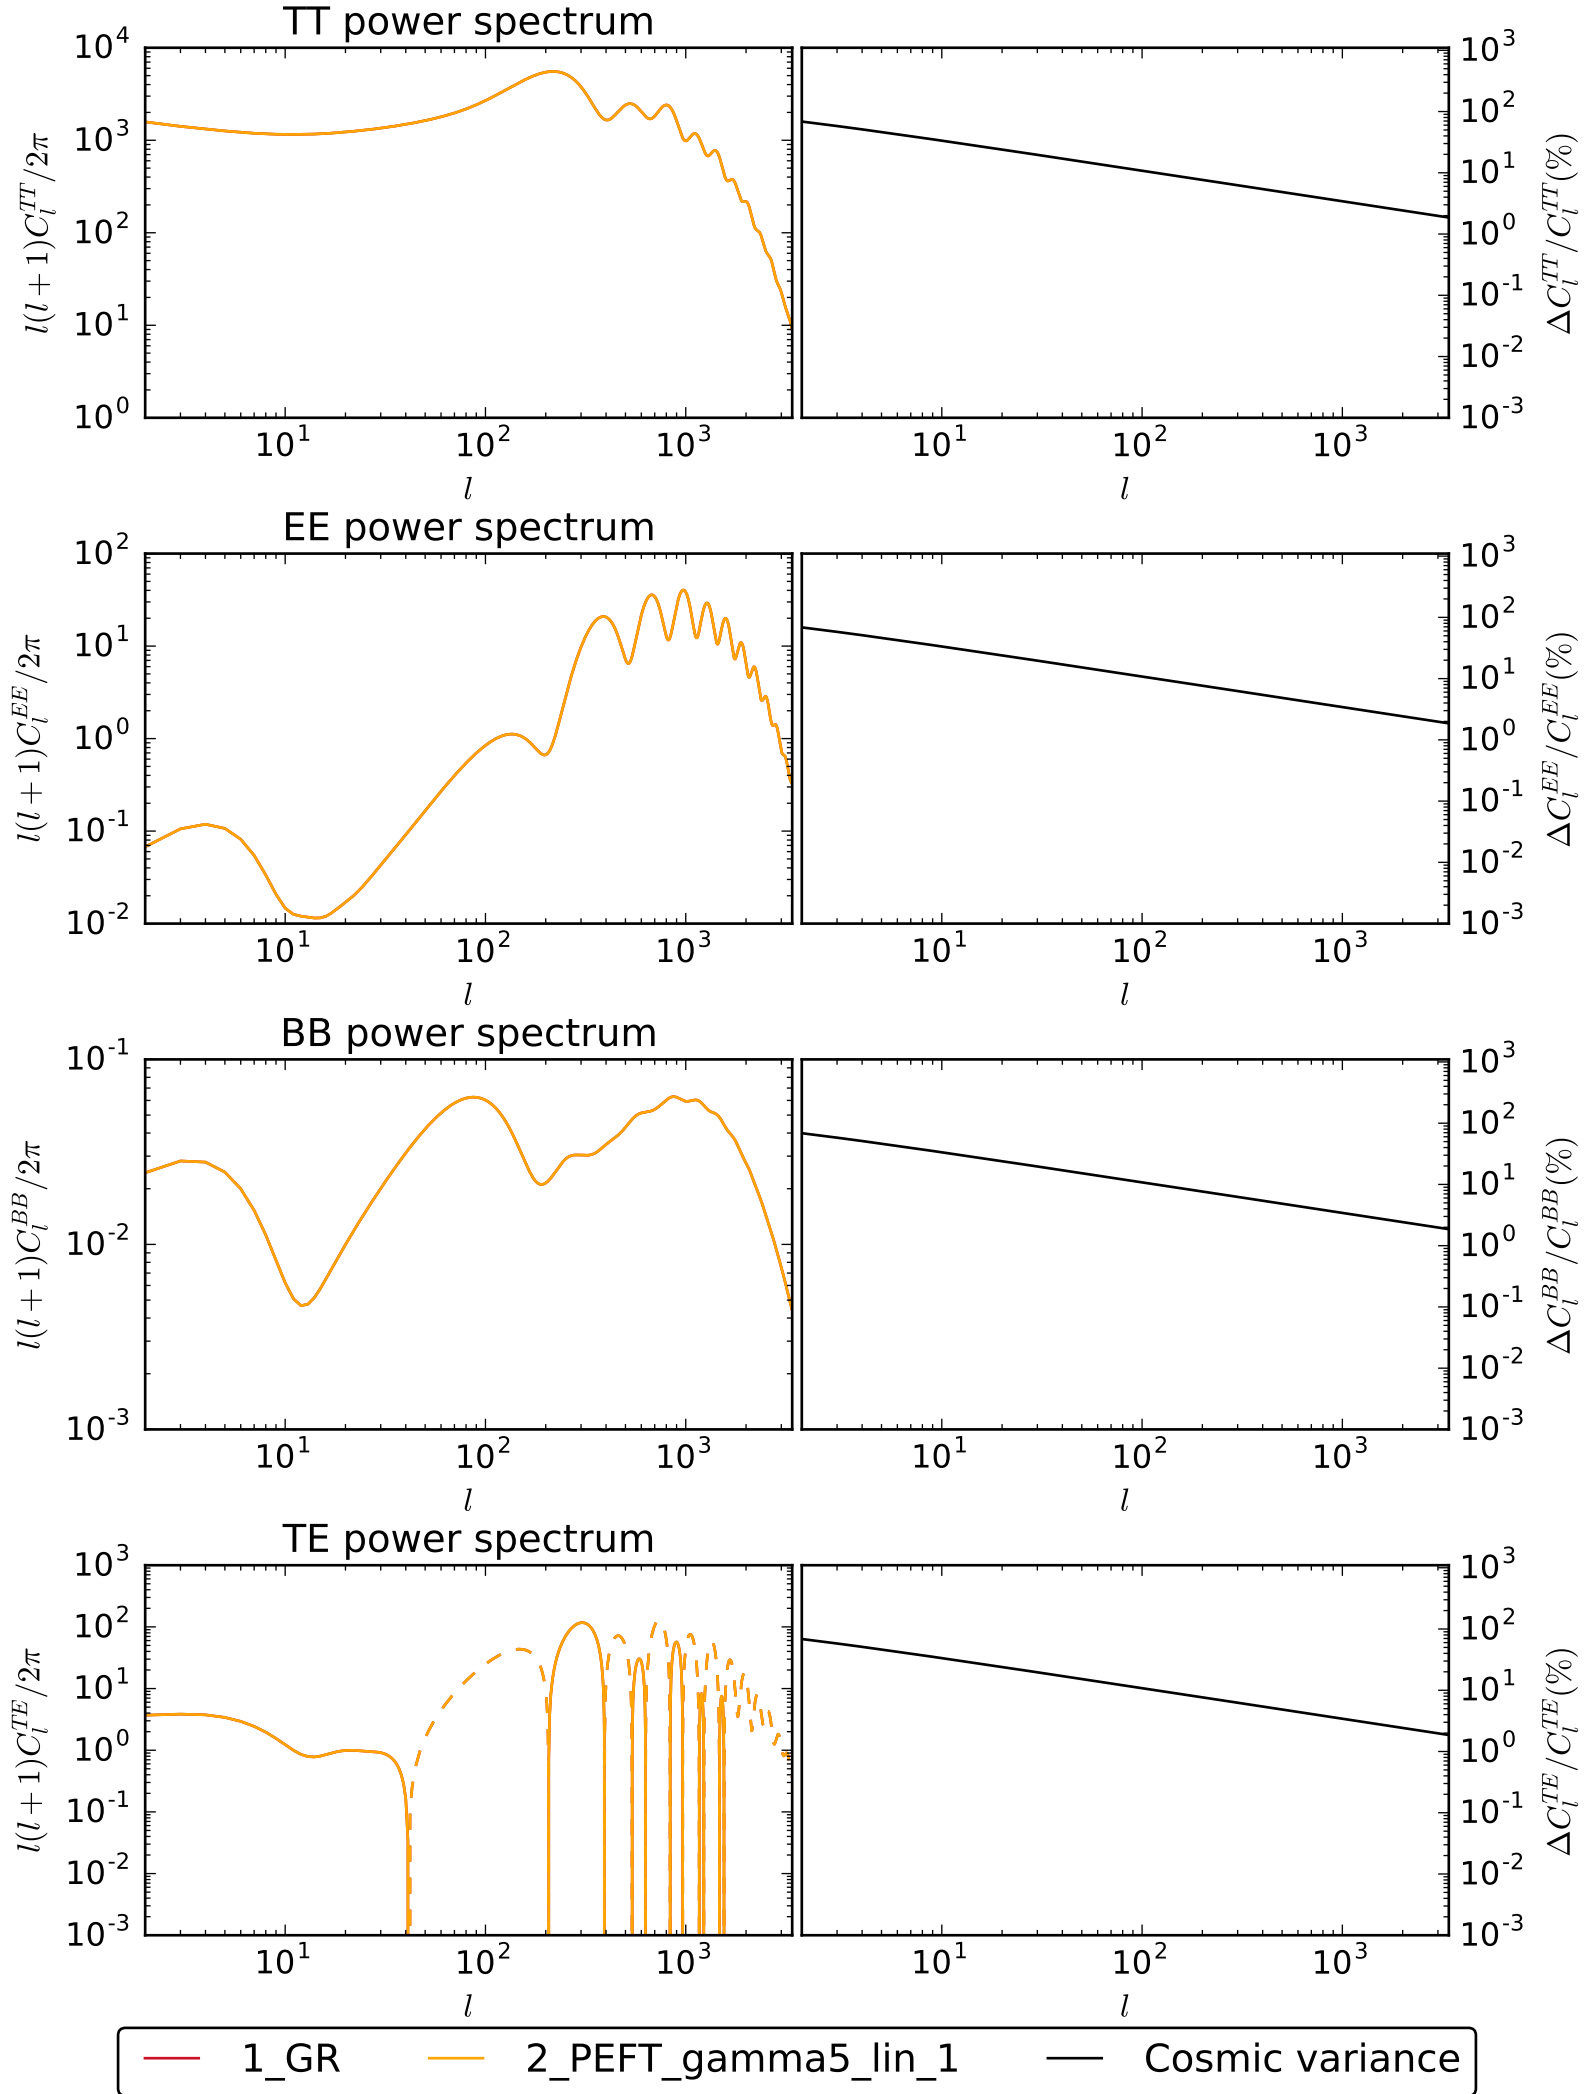 TT power spectrum
l(l + 1)C_l^{TT}/2π
10^4
10^3
10^2
10^1
10^0
10^1 10^2 10^3
l
10^1 10^2 10^3
l
10^3
10^2
10^1
10^0
10^-1
10^-2
10^-3
ΔC_l^{TT}/C_l^{TT}(%)
EE power spectrum
l(l + 1)C_l^{EE}/2π
10^2
10^1
10^0
10^-1
10^-2
10^1 10^2 10^3
l
10^1 10^2 10^3
l
10^3
10^2
10^1
10^0
10^-1
10^-2
10^-3
ΔC_l^{EE}/C_l^{EE}(%)
BB power spectrum
l(l + 1)C_l^{BB}/2π
10^-1
10^-2
10^-3
10^1 10^2 10^3
l
10^1 10^2 10^3
l
10^3
10^2
10^1
10^0
10^-1
10^-2
10^-3
ΔC_l^{BB}/C_l^{BB}(%)
TE power spectrum
l(l + 1)C_l^{TE}/2π
10^3
10^2
10^1
10^0
10^-1
10^-2
10^-3
10^1 10^2 10^3
l
10^1 10^2 10^3
l
10^3
10^2
10^1
10^0
10^-1
10^-2
10^-3
ΔC_l^{TE}/C_l^{TE}(%)
1_GR 2_PEFT_gamma5_lin_1 Cosmic variance